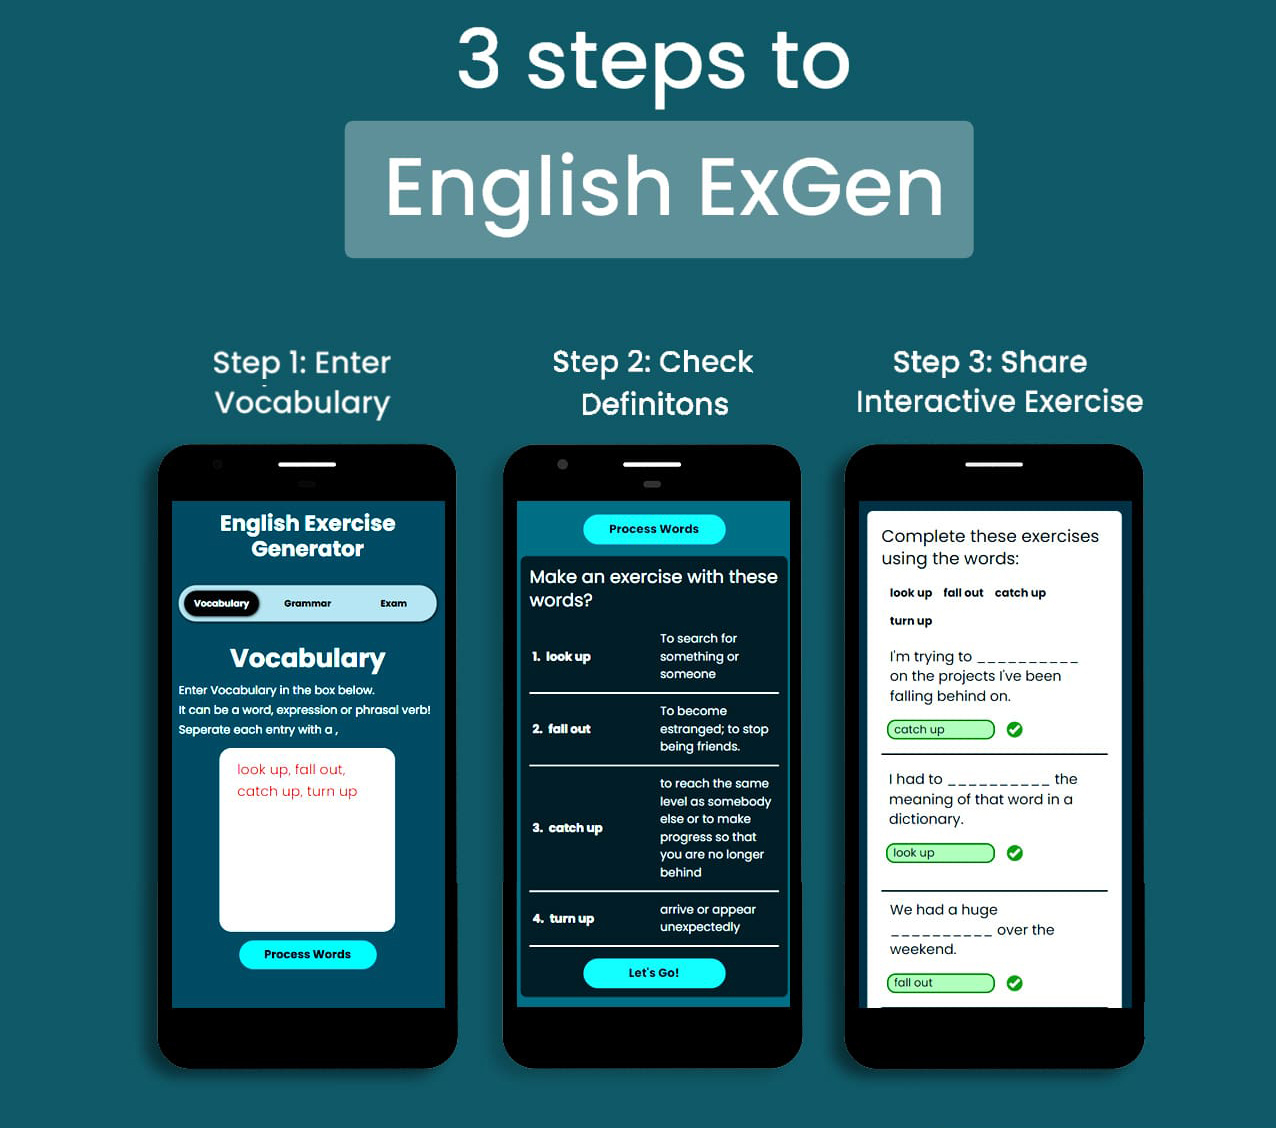 3 steps to
English ExGen
Step 1: Enter
Vocabulary
English Exercise
Generator
Vocabulary Grammar Exam
Vocabulary
Enter Vocabulary in the box below.
It can be a word, expression or phrasal verb!
Seperate each entry with a ,
look up, fall out,
catch up, turn up
Process Words
Step 2: Check
Definitons
Process Words
Make an exercise with these
words?
1. look up
To search for
something or
someone
2. fall out
To become
estranged; to stop
being friends.
3. catch up
to reach the same
level as somebody
else or to make
progress so that
you are no longer
behind
4. turn up
arrive or appear
unexpectedly
Let's Go!
Step 3: Share
Interactive Exercise
Complete these exercises
using the words:
look up fall out catch up
turn up
I'm trying to __________
on the projects I've been
falling behind on.
catch up
I had to __________ the
meaning of that word in a
dictionary.
look up
We had a huge
__________ over the
weekend.
fall out